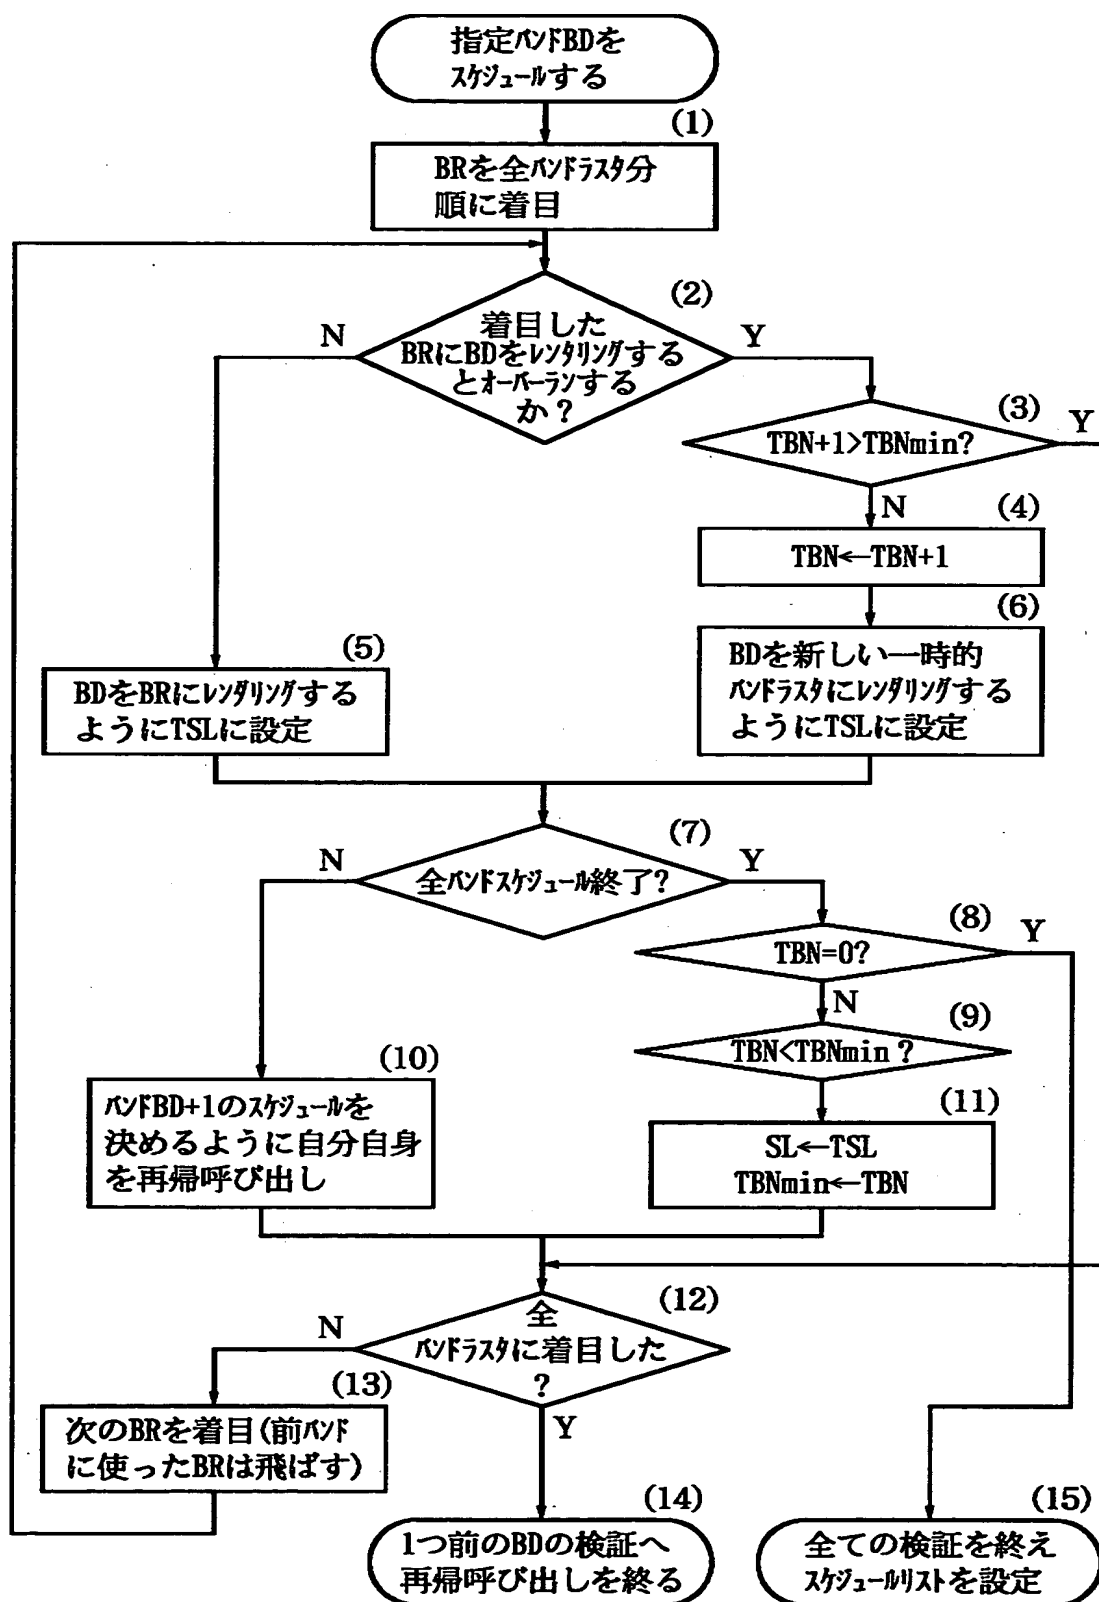 指定バンドBDを
スケジュールする
(1)
BRを全バンドラスタ分
順に着目
(2)
着目した
BRにBDをレンタリングする
とオーバーランする
か？
N
Y
(3)
TBN+1>TBNmin?
Y
N
(4)
TBN←TBN+1
(5)
BDをBRにレンダリングする
ようにTSLに設定
(6)
BDを新しい一時的
バンドラスタにレンダリングする
ようにTSLに設定
(7)
全バンドスケジュール終了?
N
Y
(8)
TBN=0?
Y
N
(9)
TBN<TBNmin？
(10)
バンドBD+1のスケジュールを
決めるように自分自身
を再帰呼び出し
(11)
SL←TSL
TBNmin←TBN
(12)
全
バンドラスタに着目した
？
N
Y
(13)
次のBRを着目(前バンド
に使ったBRは飛ばす)
(14)
1つ前のBDの検証へ
再帰呼び出しを終る
(15)
全ての検証を終え
スケジュールリストを設定